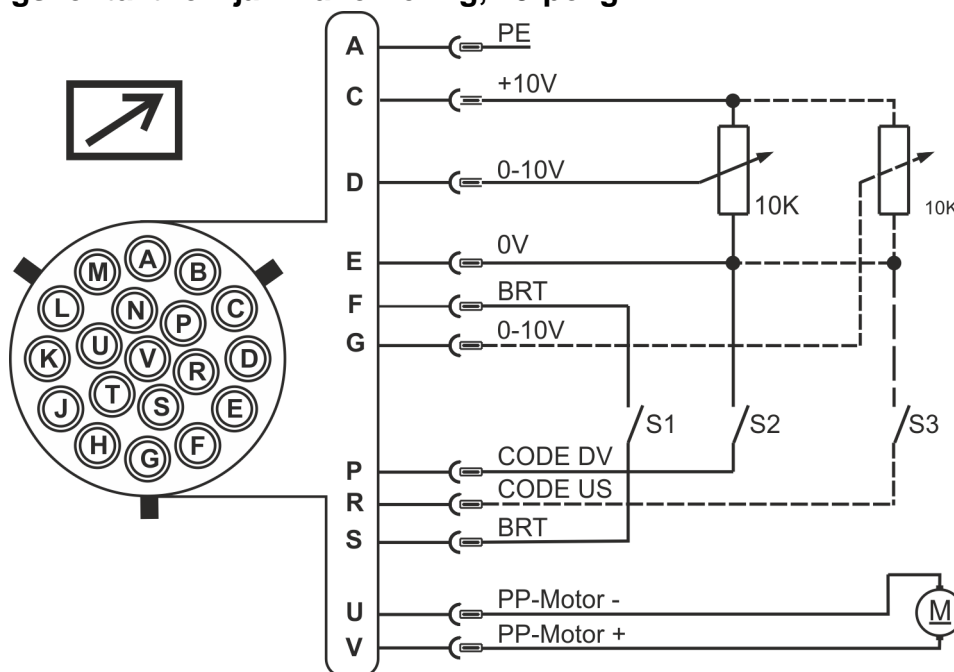 A PE
C +10V
D 0-10V
10K
10K
E 0V
F BRT
G 0-10V
S1
S2
S3
P CODE DV
R CODE US
S BRT
U PP-Motor -
V PP-Motor +
M
A
B
C
D
E
F
G
H
J
K
L
M
N
P
R
S
T
U
V